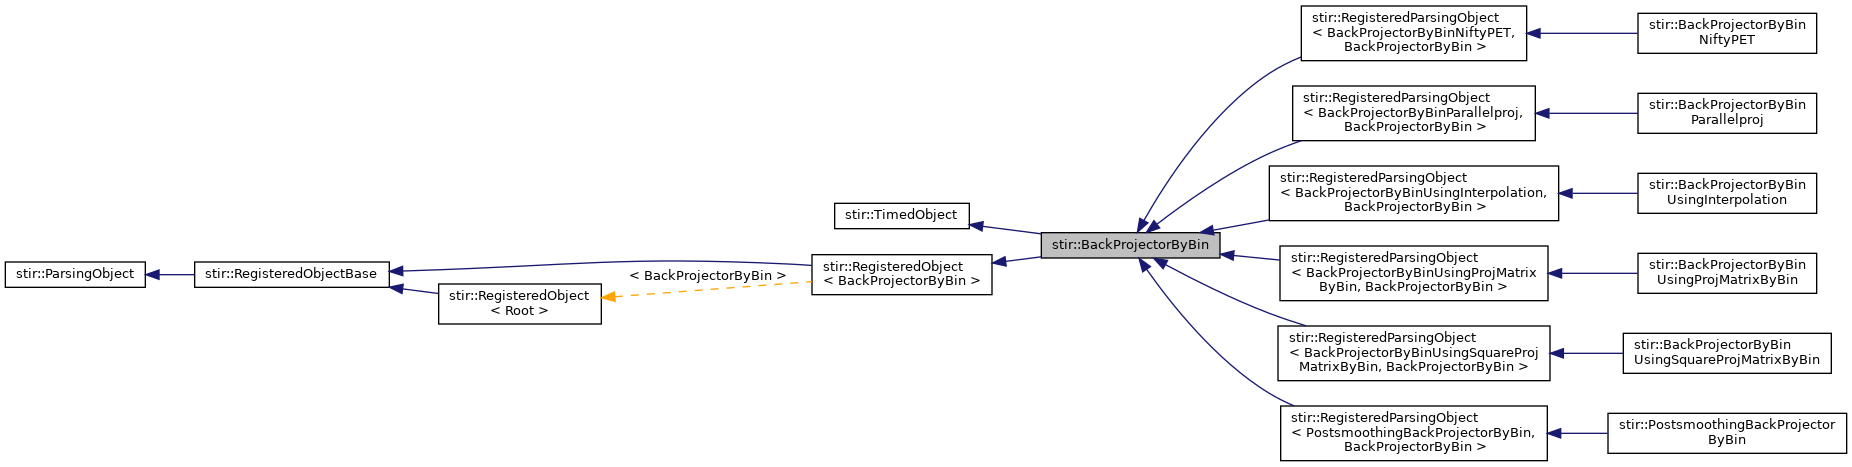 stir::ParsingObject
stir::RegisteredObjectBase
stir::RegisteredObject
< Root >
< BackProjectorByBin >
stir::TimedObject
stir::RegisteredObject
< BackProjectorByBin >
stir::BackProjectorByBin
stir::RegisteredParsingObject
< BackProjectorByBinNiftyPET,
BackProjectorByBin >
stir::BackProjectorByBin
NiftyPET
stir::RegisteredParsingObject
< BackProjectorByBinParallelproj,
BackProjectorByBin >
stir::BackProjectorByBin
Parallelproj
stir::RegisteredParsingObject
< BackProjectorByBinUsingInterpolation,
BackProjectorByBin >
stir::BackProjectorByBin
UsingInterpolation
stir::RegisteredParsingObject
< BackProjectorByBinUsingProjMatrix
ByBin, BackProjectorByBin >
stir::BackProjectorByBin
UsingProjMatrixByBin
stir::RegisteredParsingObject
< BackProjectorByBinUsingSquareProj
MatrixByBin, BackProjectorByBin >
stir::BackProjectorByBin
UsingSquareProjMatrixByBin
stir::RegisteredParsingObject
< PostsmoothingBackProjectorByBin,
BackProjectorByBin >
stir::PostsmoothingBackProjector
ByBin